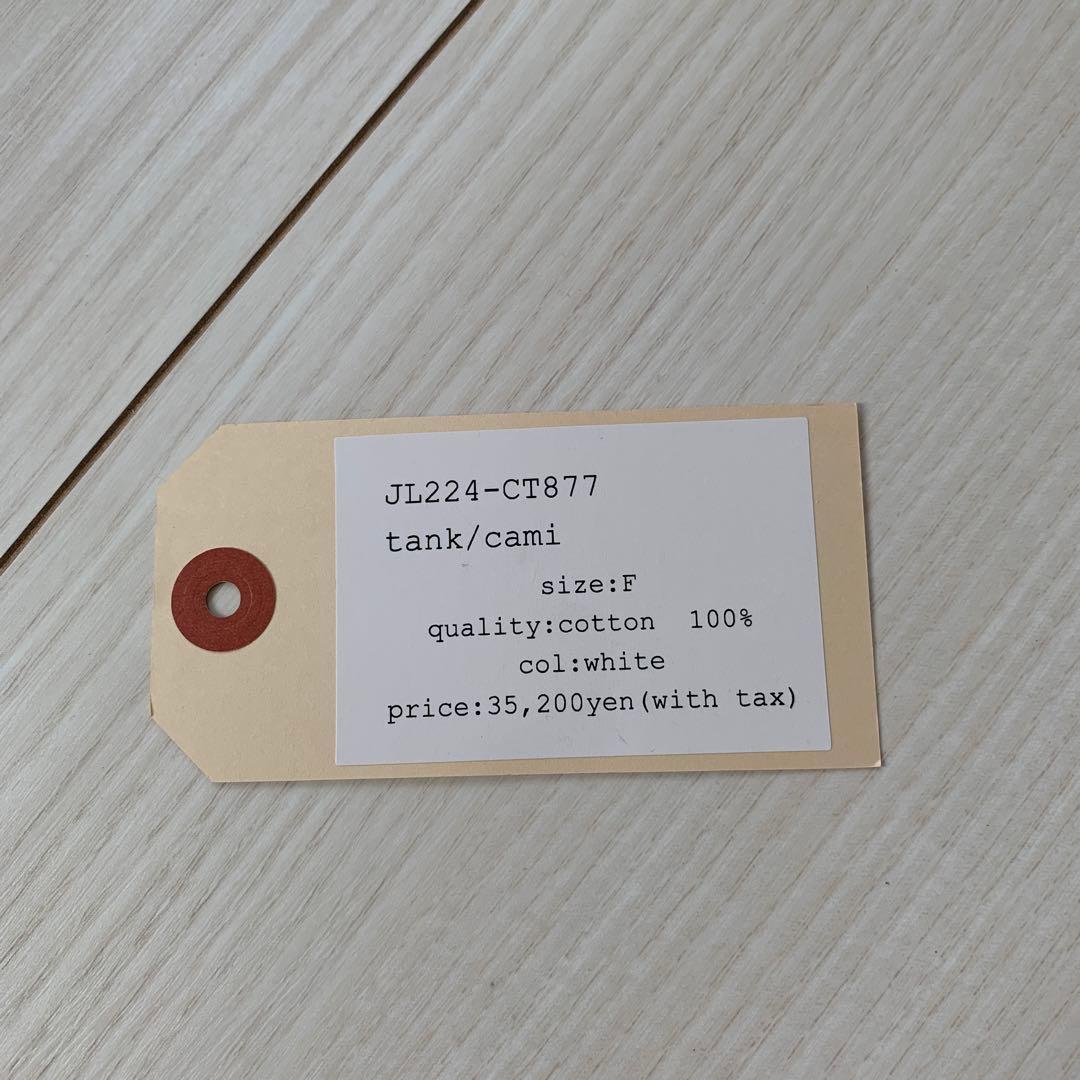 JL224-CT877
tank/cami
size:F
quality:cotton 100%
col:white
price:35,200yen(with tax)